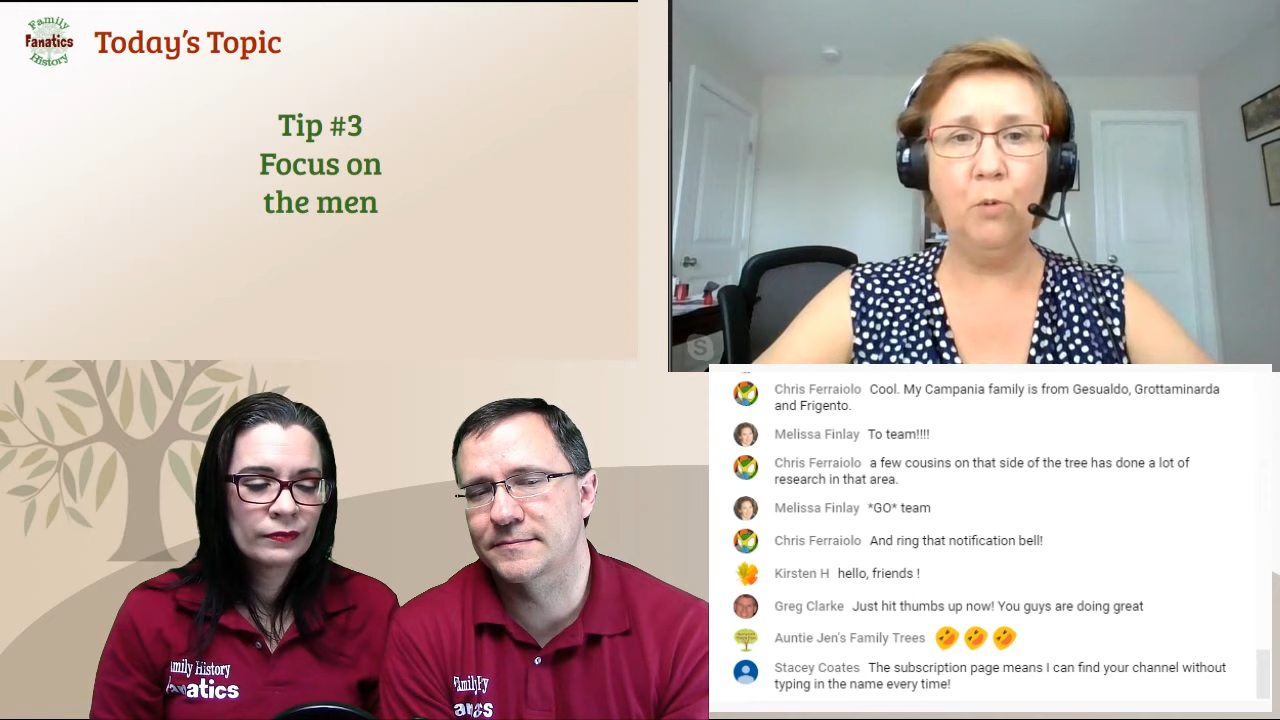 Family
Fanatics
History
Today's Topic
Tip #3
Focus on
the men
S
Chris Ferraiolo Cool. My Campania family is from Gesualdo, Grottaminarda
and Frigento.
Melissa Finlay To team!!!!
Chris Ferraiolo a few cousins on that side of the tree has done a lot of
research in that area.
Melissa Finlay *GO* team
Chris Ferraiolo And ring that notification bell!
Kirsten H hello, friends !
Greg Clarke Just hit thumbs up now! You guys are doing great
Auntie Jen's Family Trees 🤣🤣🤣
Stacey Coates The subscription page means I can find your channel without
typing in the name every time!
amily History
atics